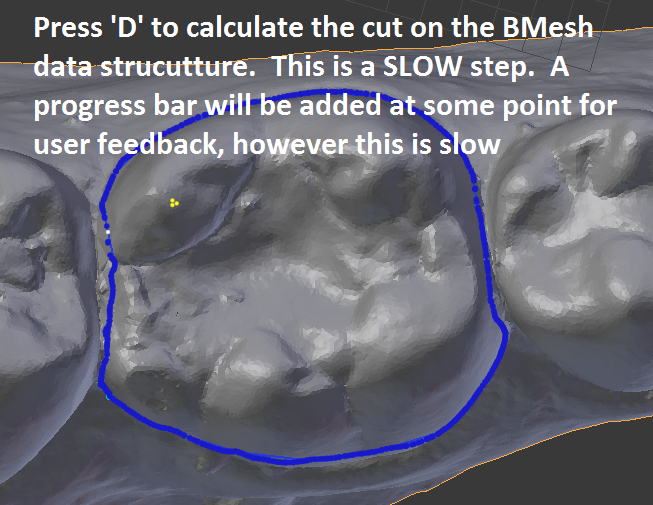 Press 'D' to calculate the cut on the BMesh
data strucutture.  This is a SLOW step.  A
progress bar will be added at some point for
user feedback, however this is slow